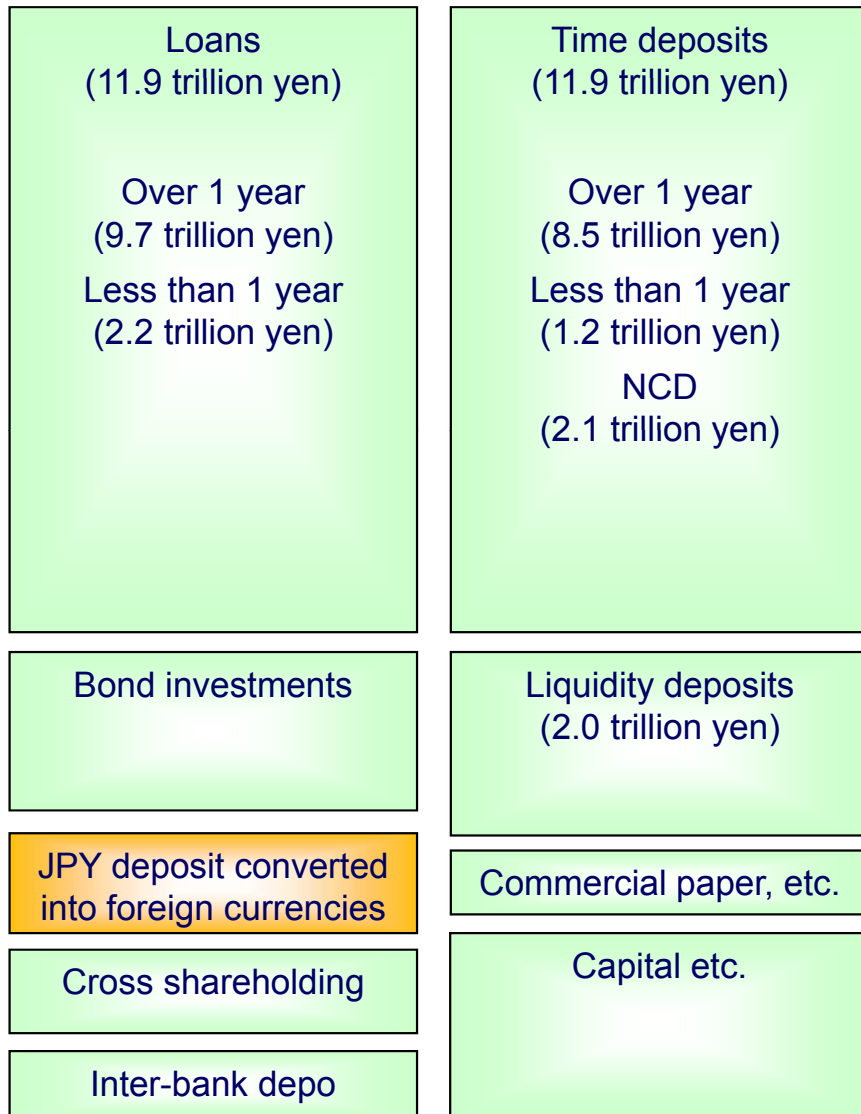 Loans
(11.9 trillion yen)
Over 1 year
(9.7 trillion yen)
Less than 1 year
(2.2 trillion yen)
Bond investments
JPY deposit converted
into foreign currencies
Cross shareholding
Inter-bank depo
Time deposits
(11.9 trillion yen)
Over 1 year
(8.5 trillion yen)
Less than 1 year
(1.2 trillion yen)
NCD
(2.1 trillion yen)
Liquidity deposits
(2.0 trillion yen)
Commercial paper, etc.
Capital etc.